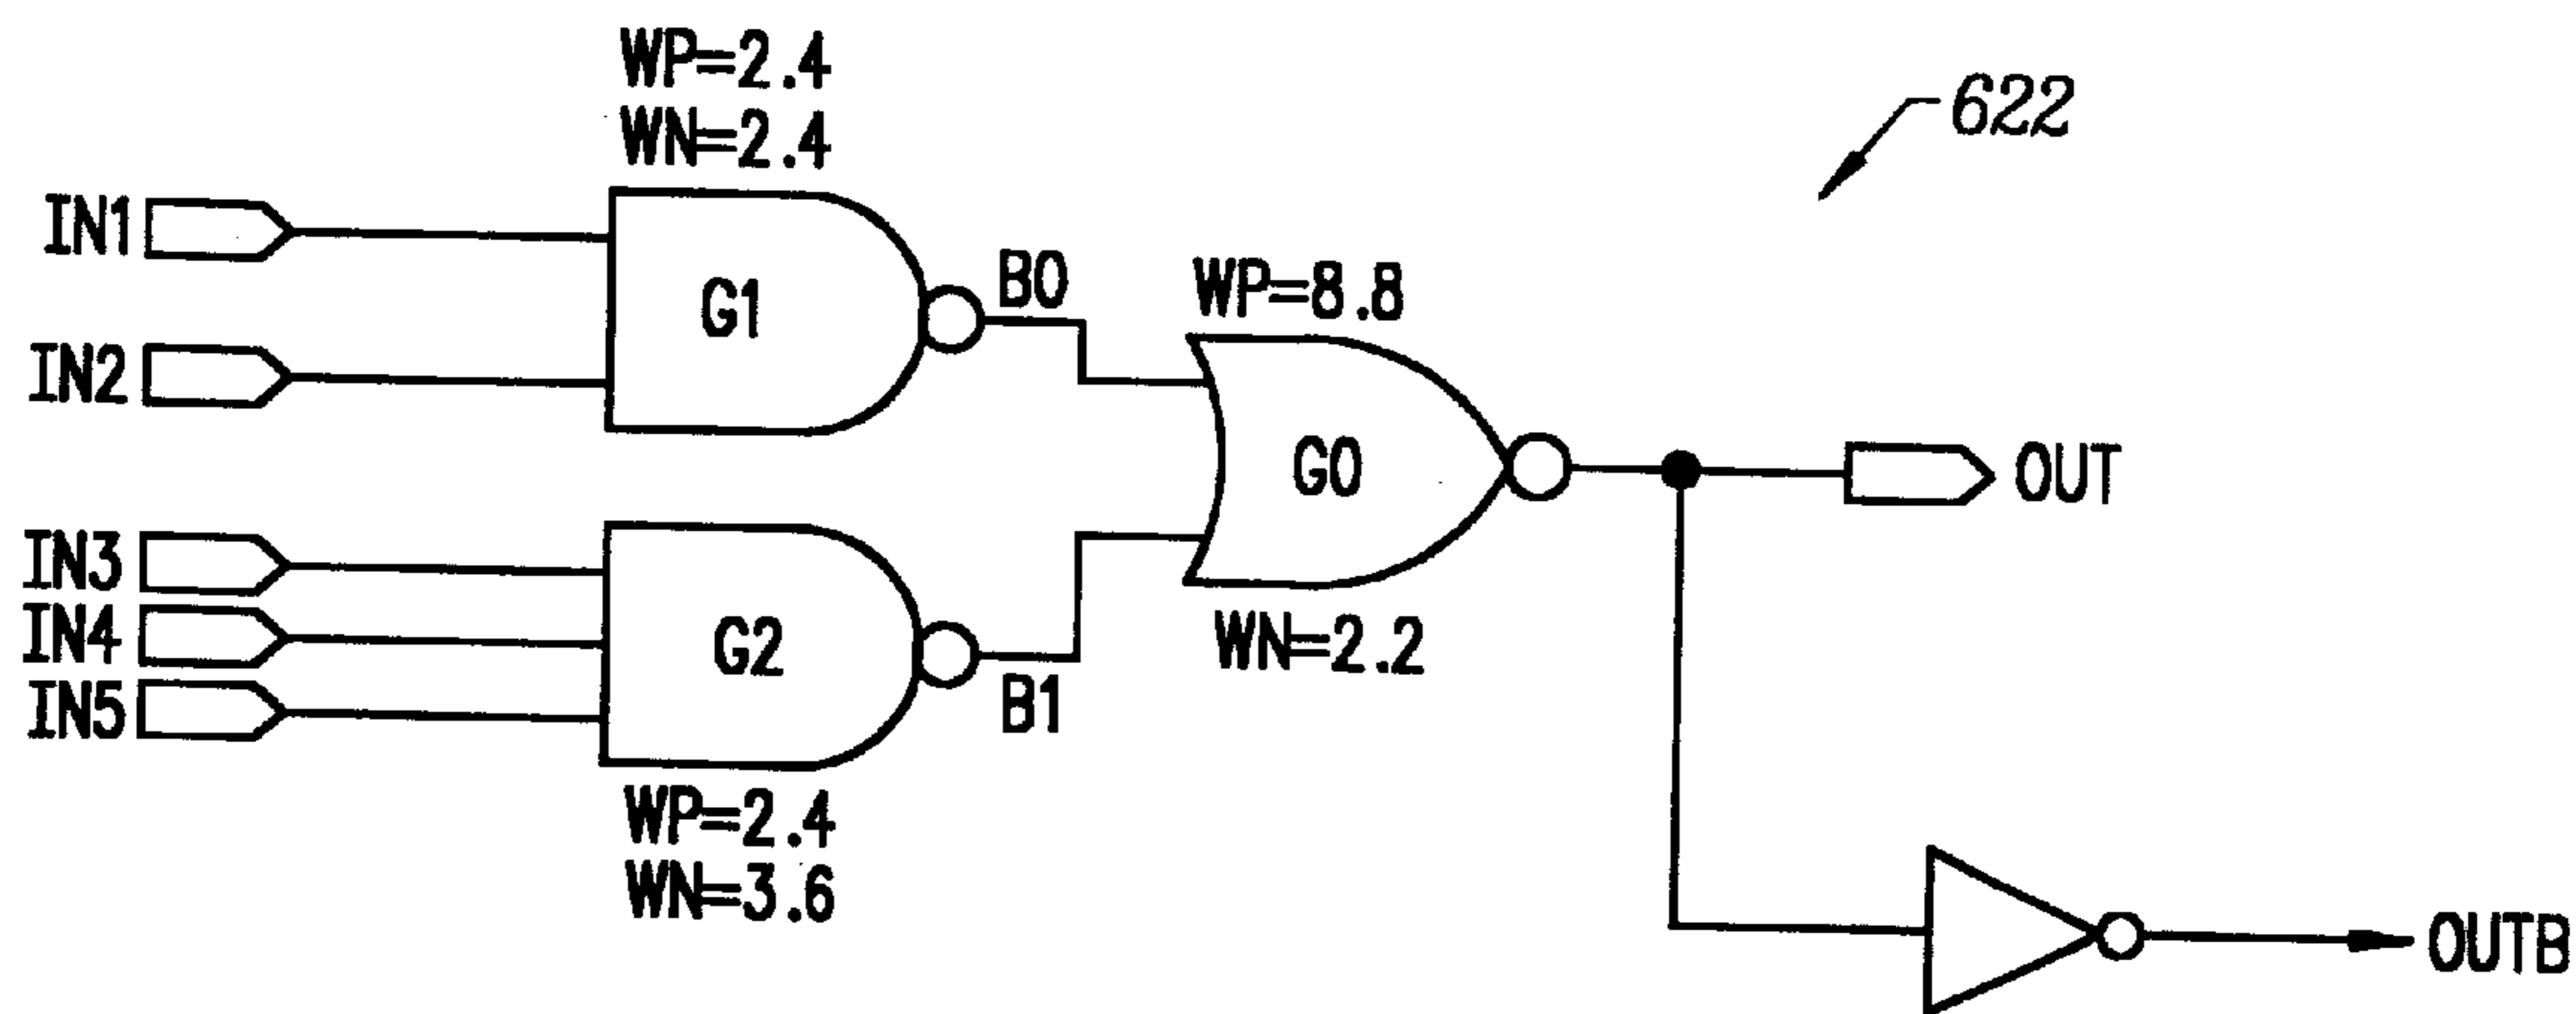 WP=2.4
WN=2.4
622
IN1
G1
B0
WP=8.8
IN2
G0
OUT
IN3
IN4
G2
WN=2.2
IN5
B1
WP=2.4
WN=3.6
OUTB